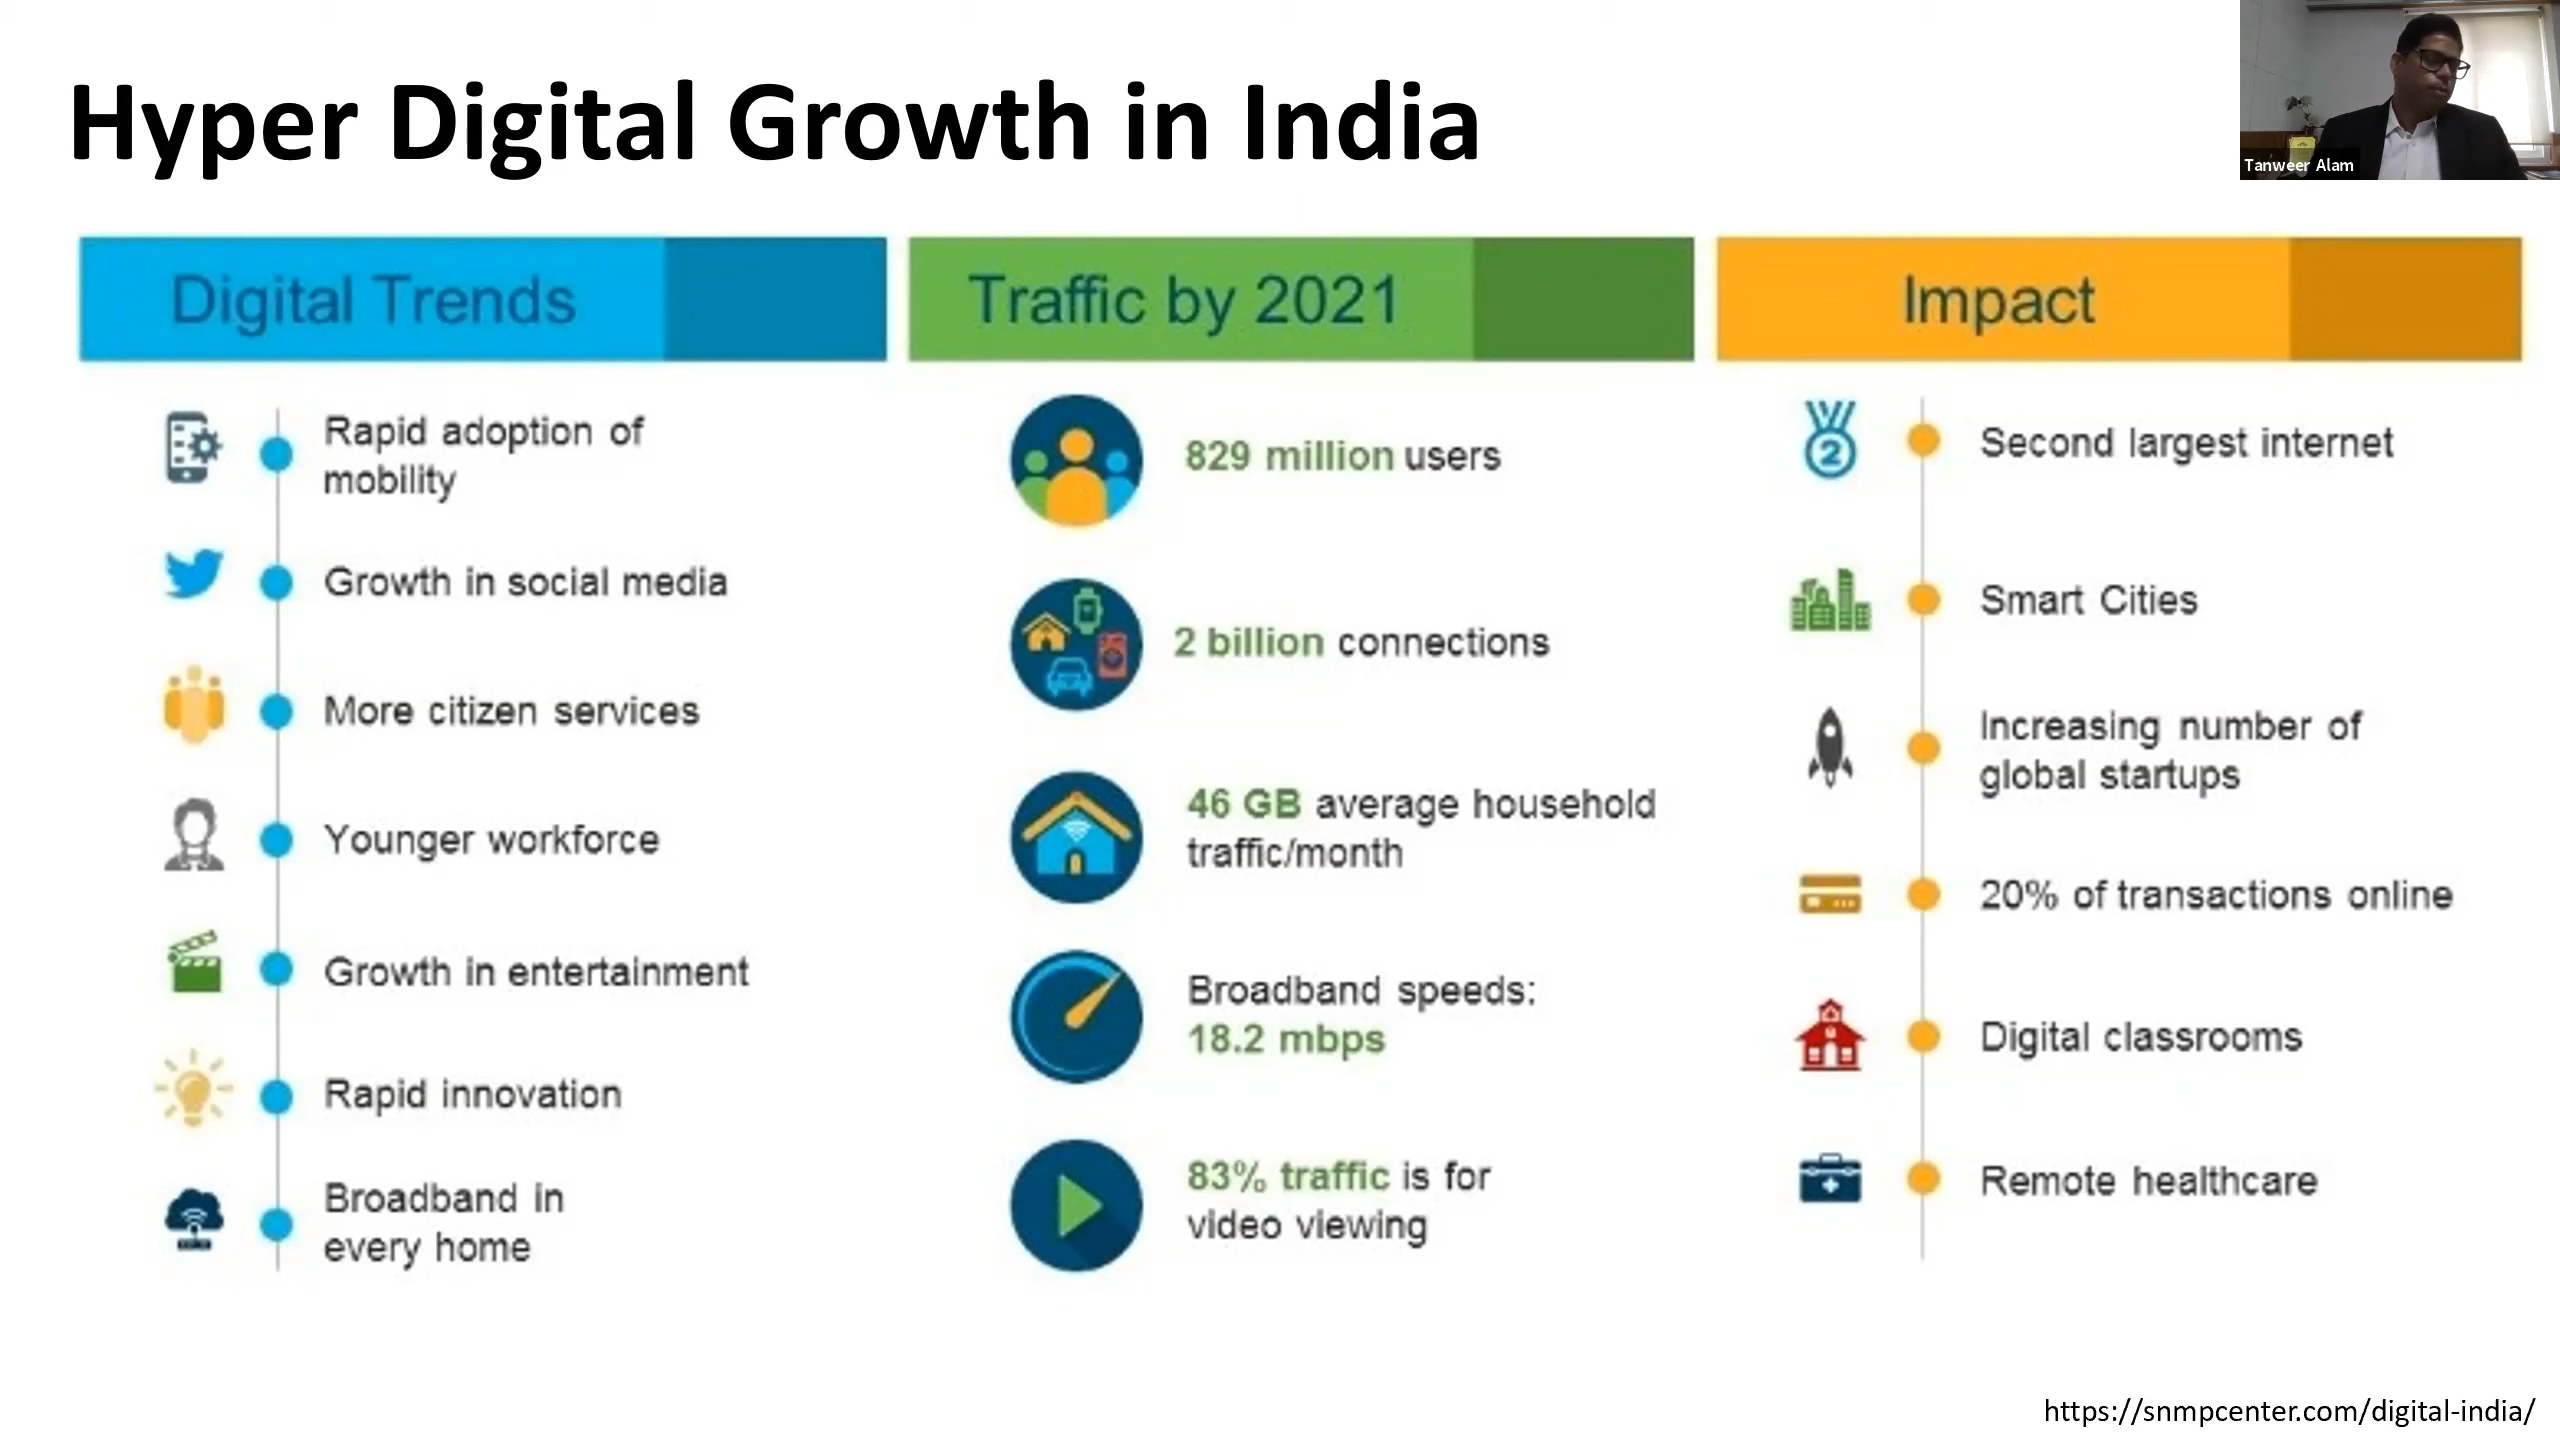 Hyper Digital Growth in India
Tanweer Alam
Digital Trends
Rapid adoption of
mobility
Growth in social media
More citizen services
Younger workforce
Growth in entertainment
Rapid innovation
Broadband in
every home
Traffic by 2021
829 million users
2 billion connections
46 GB average household
traffic/month
Broadband speeds:
18.2 mbps
83% traffic is for
video viewing
Impact
2
Second largest internet
Smart Cities
Increasing number of
global startups
20% of transactions online
Digital classrooms
Remote healthcare
https://snmpcenter.com/digital-india/